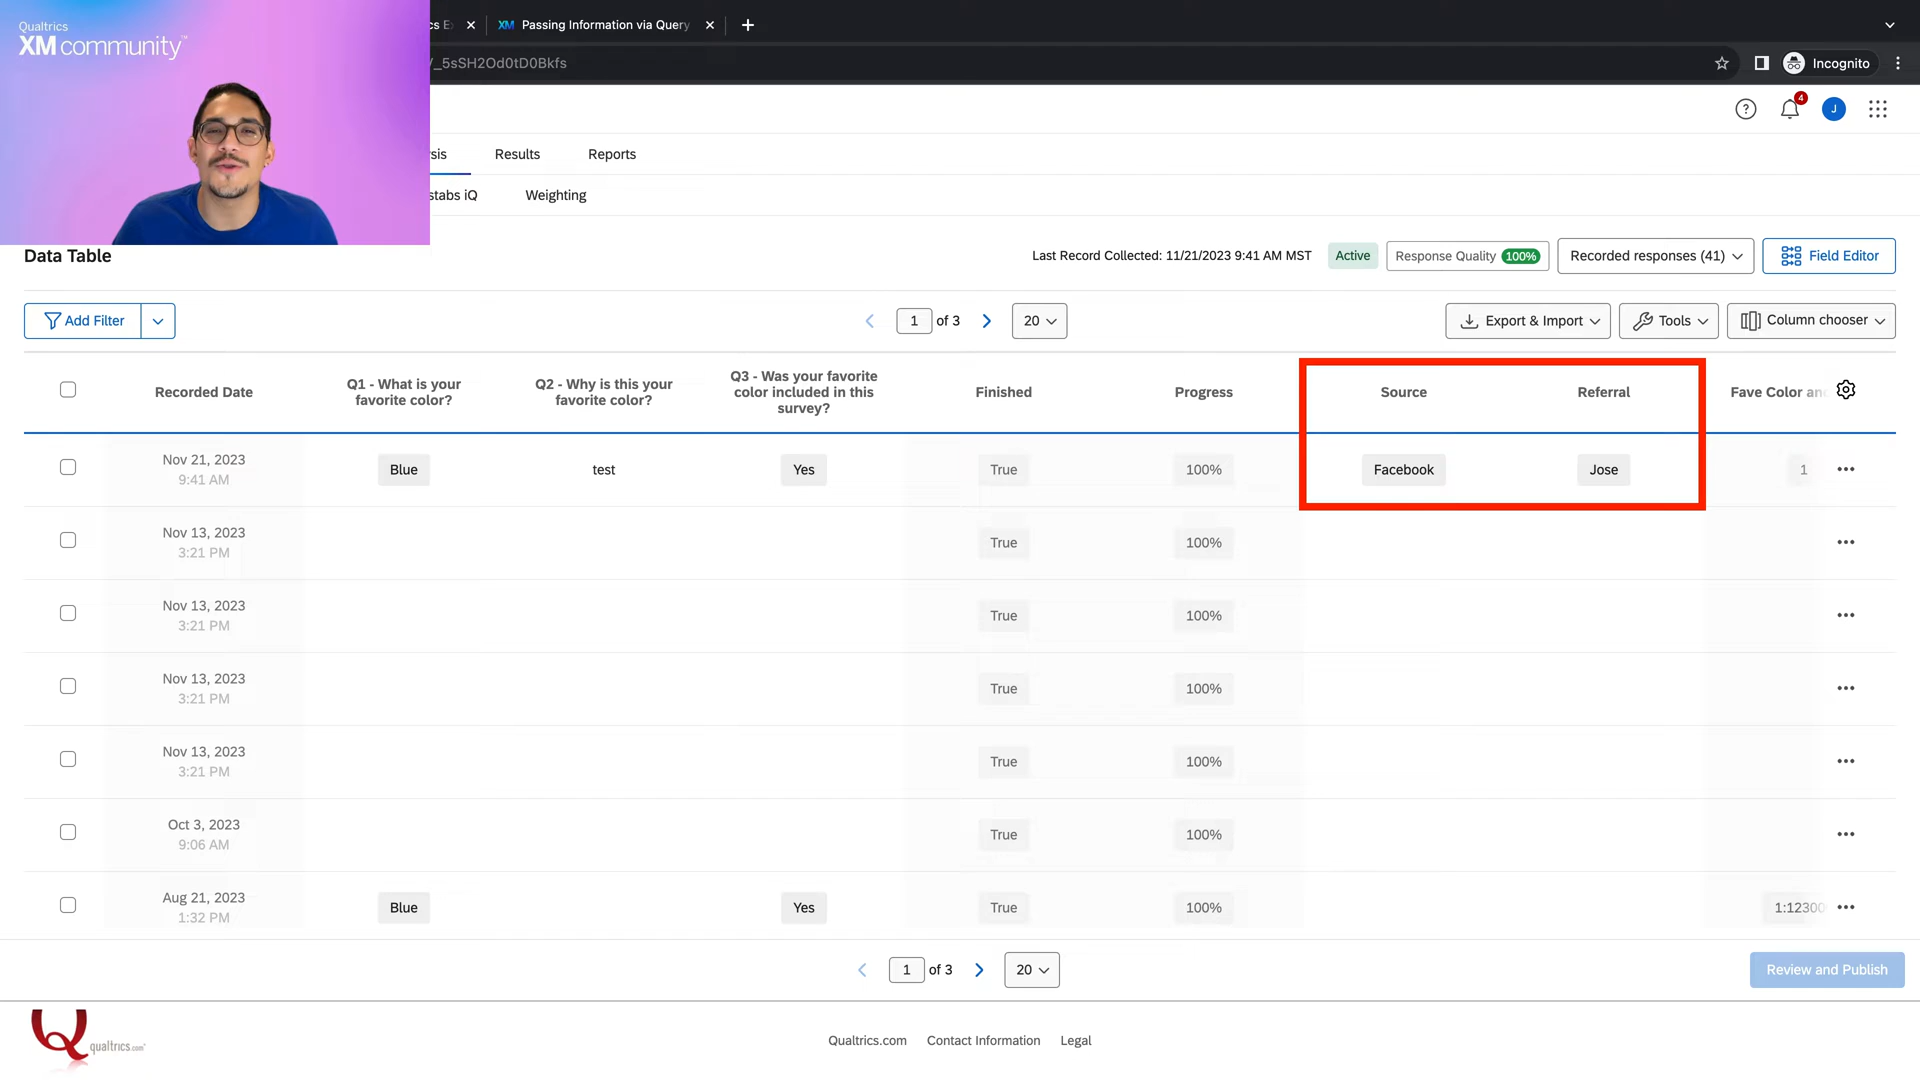 Qualtrics
XM community™
cs E
XM Passing Information via Query
/_5sSH2Od0tD0Bkfs
Incognito
4
J
sis
Results
Reports
stabs iQ
Weighting
Data Table
Last Record Collected: 11/21/2023 9:41 AM MST
Active
Response Quality 100%
Recorded responses (41)
Field Editor
Add Filter
1 of 3
20
Export & Import
Tools
Column chooser
Recorded Date
Q1 - What is your
favorite color?
Q2 - Why is this your
favorite color?
Q3 - Was your favorite
color included in this
survey?
Finished
Progress
Source
Referral
Fave Color an
Nov 21, 2023
9:41 AM
Blue
test
Yes
True
100%
Facebook
Jose
1
Nov 13, 2023
3:21 PM
True
100%
Nov 13, 2023
3:21 PM
True
100%
Nov 13, 2023
3:21 PM
True
100%
Nov 13, 2023
3:21 PM
True
100%
Oct 3, 2023
9:06 AM
True
100%
Aug 21, 2023
1:32 PM
Blue
Yes
True
100%
1:12300
1 of 3
20
Review and Publish
Q qualtrics.com
Qualtrics.com
Contact Information
Legal